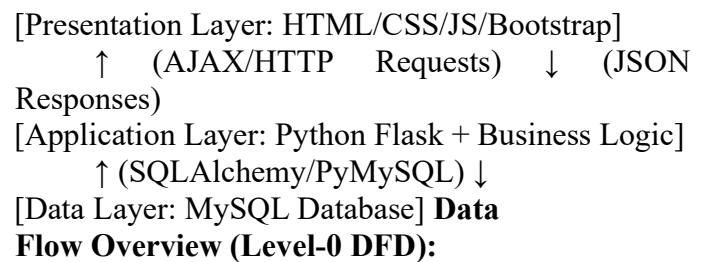 [Presentation Layer: HTML/CSS/JS/Bootstrap]
↑ (AJAX/HTTP Requests) ↓ (JSON
Responses)
[Application Layer: Python Flask + Business Logic]
↑ (SQLAlchemy/PyMySQL) ↓
[Data Layer: MySQL Database] Data
Flow Overview (Level-0 DFD):